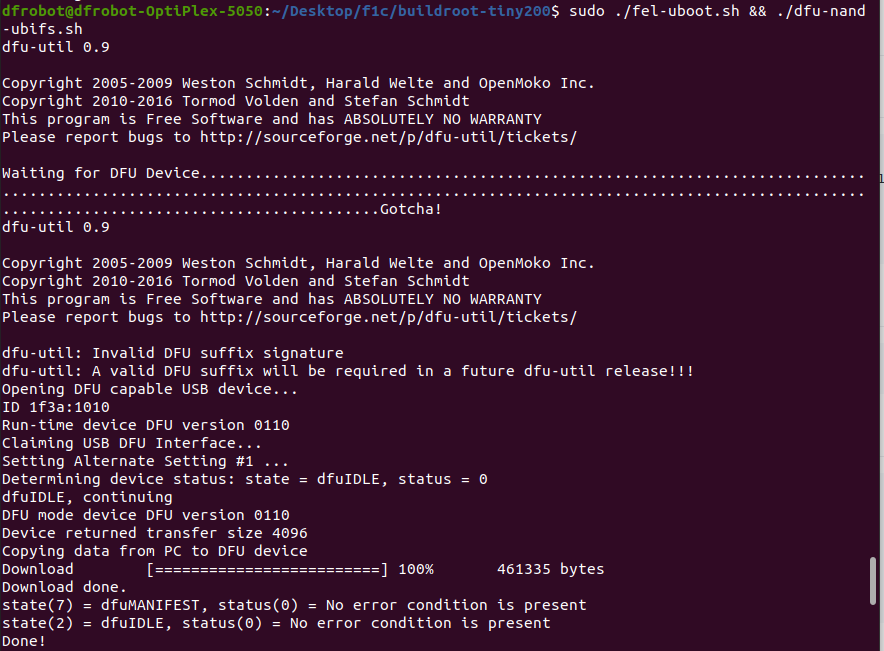 dfrobot@dfrobot-OptiPlex-5050:~/Desktop/f1c/buildroot-tiny200$ sudo ./fel-uboot.sh && ./dfu-nand
-ubifs.sh
dfu-util 0.9
Copyright 2005-2009 Weston Schmidt, Harald Welte and OpenMoko Inc.
Copyright 2010-2016 Tormod Volden and Stefan Schmidt
This program is Free Software and has ABSOLUTELY NO WARRANTY
Please report bugs to http://sourceforge.net/p/dfu-util/tickets/
Waiting for DFU Device..........................................................................
................................................................................................
..........................................Gotcha!
dfu-util 0.9
Copyright 2005-2009 Weston Schmidt, Harald Welte and OpenMoko Inc.
Copyright 2010-2016 Tormod Volden and Stefan Schmidt
This program is Free Software and has ABSOLUTELY NO WARRANTY
Please report bugs to http://sourceforge.net/p/dfu-util/tickets/
dfu-util: Invalid DFU suffix signature
dfu-util: A valid DFU suffix will be required in a future dfu-util release!!!
Opening DFU capable USB device...
ID 1f3a:1010
Run-time device DFU version 0110
Claiming USB DFU Interface...
Setting Alternate Setting #1 ...
Determining device status: state = dfuIDLE, status = 0
dfuIDLE, continuing
DFU mode device DFU version 0110
Device returned transfer size 4096
Copying data from PC to DFU device
Download        [=========================] 100%       461335 bytes
Download done.
state(7) = dfuMANIFEST, status(0) = No error condition is present
state(2) = dfuIDLE, status(0) = No error condition is present
Done!